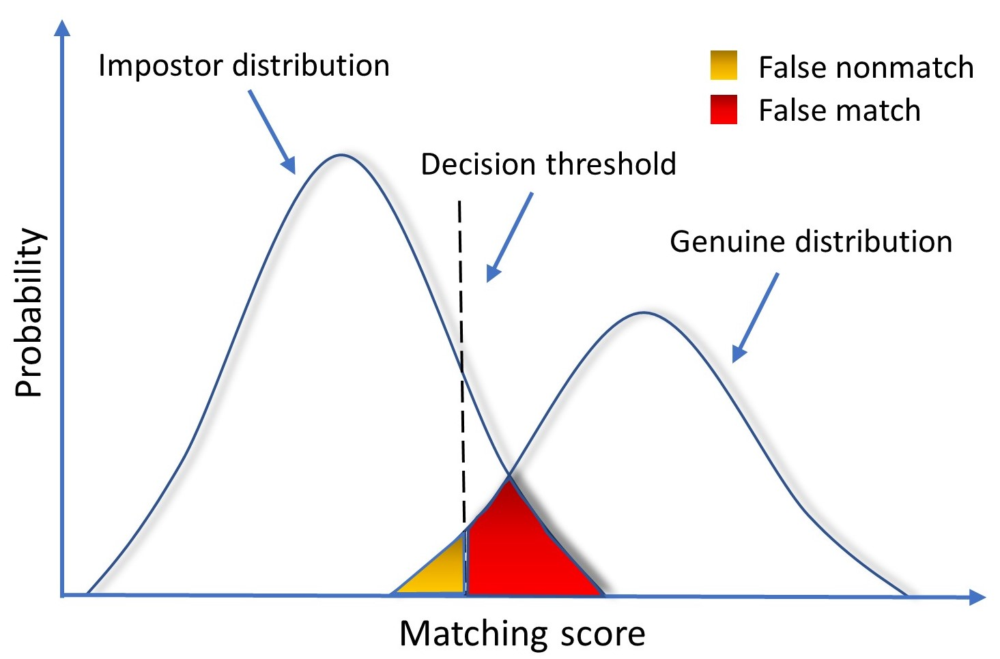 Impostor distribution
False nonmatch
False match
Decision threshold
Genuine distribution
Probability
Matching score